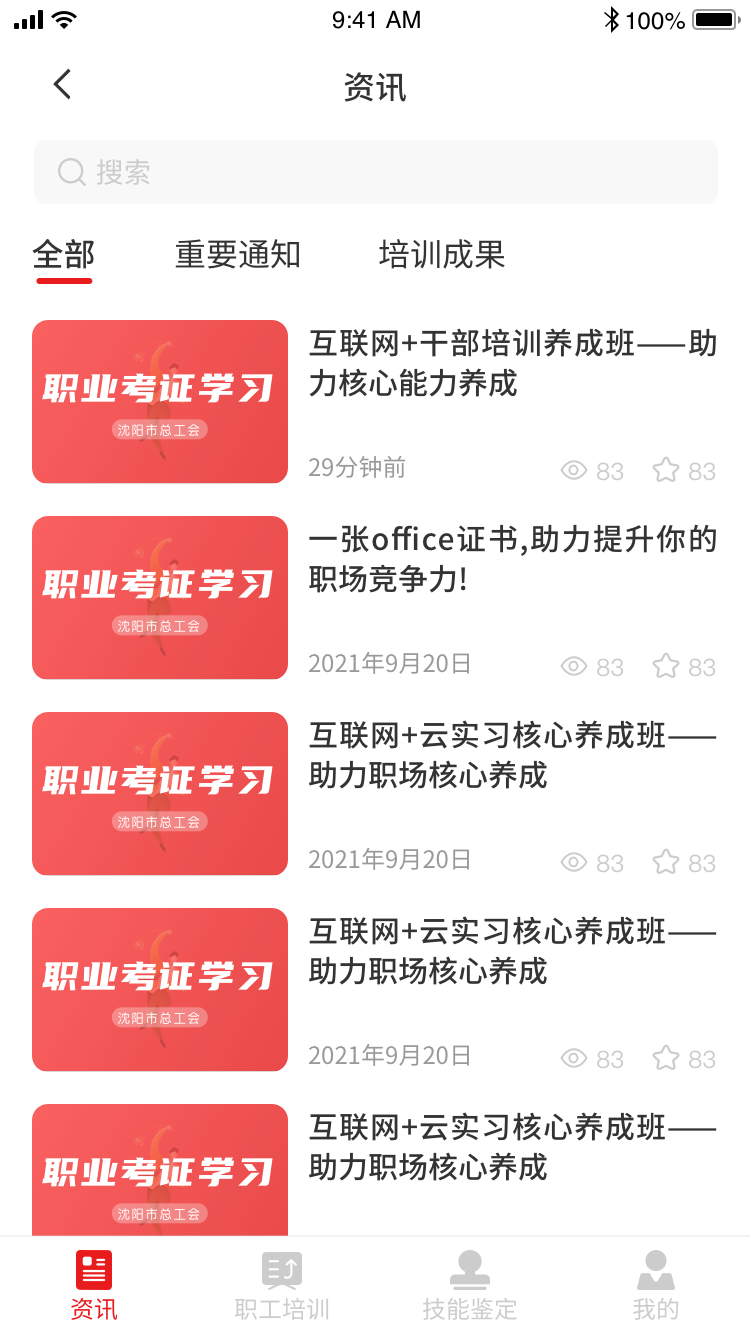 9:41 AM 100%
资讯
搜索
全部 重要通知 培训成果
职业考证学习
沈阳市总工会
互联网+干部培训养成班——助
力核心能力养成
29分钟前 83 83
职业考证学习
沈阳市总工会
一张office证书,助力提升你的
职场竞争力!
2021年9月20日 83 83
职业考证学习
沈阳市总工会
互联网+云实习核心养成班——
助力职场核心养成
2021年9月20日 83 83
职业考证学习
沈阳市总工会
互联网+云实习核心养成班——
助力职场核心养成
2021年9月20日 83 83
职业考证学习
沈阳市总工会
互联网+云实习核心养成班——
助力职场核心养成
资讯 职工培训 技能鉴定 我的